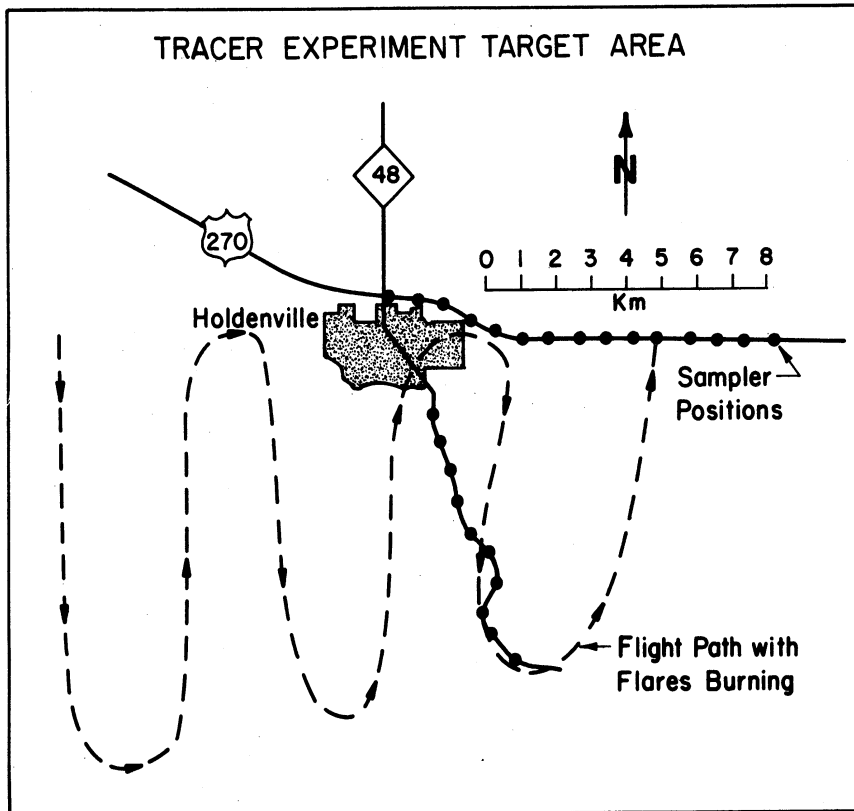 TRACER EXPERIMENT TARGET AREA
48
N
270
0 1 2 3 4 5 6 7 8
Km
Holdenville
Sampler
Positions
Flight Path with
Flares Burning